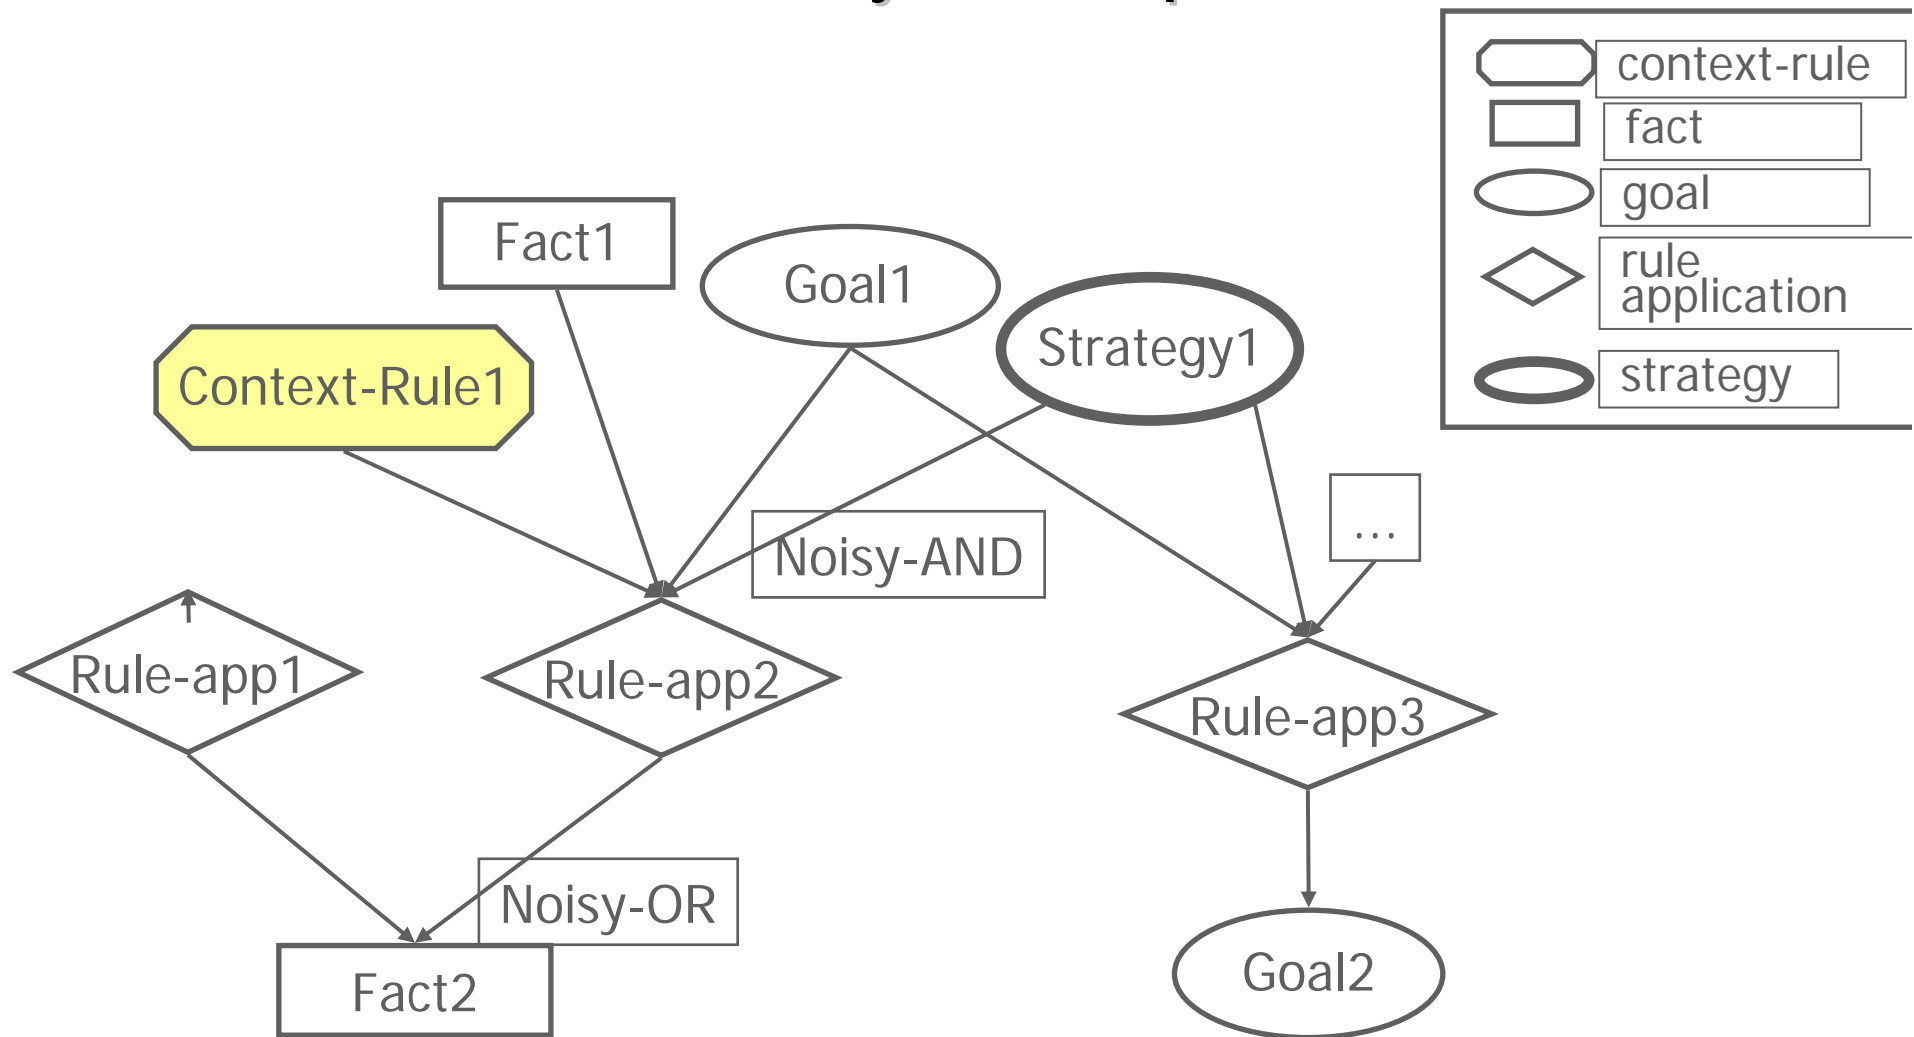 context-rule
fact
goal
rule
application
strategy
Fact1
Goal1
Strategy1
Context-Rule1
...
Noisy-AND
Rule-app1
Rule-app2
Rule-app3
Noisy-OR
Fact2
Goal2